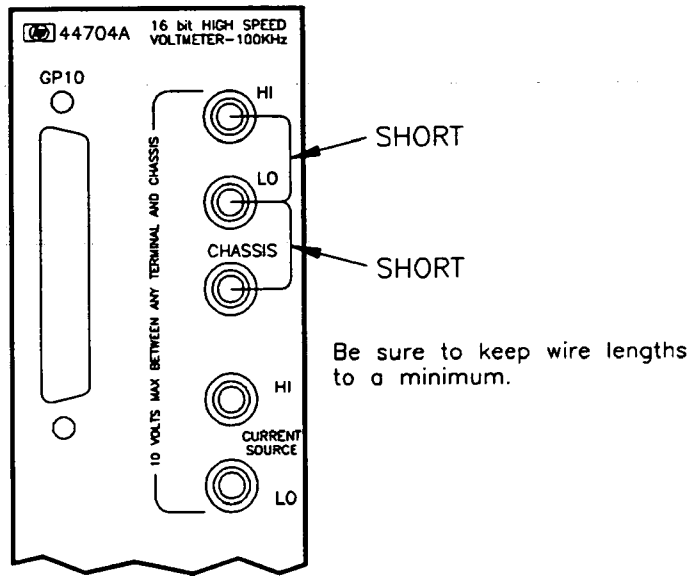 hp 44704A
16 bit HIGH SPEED
VOLTMETER-100KHz
GP10
10 VOLTS MAX BETWEEN ANY TERMINAL AND CHASSIS
HI
LO
CHASSIS
HI
CURRENT
SOURCE
LO
SHORT
SHORT
Be sure to keep wire lengths
to a minimum.